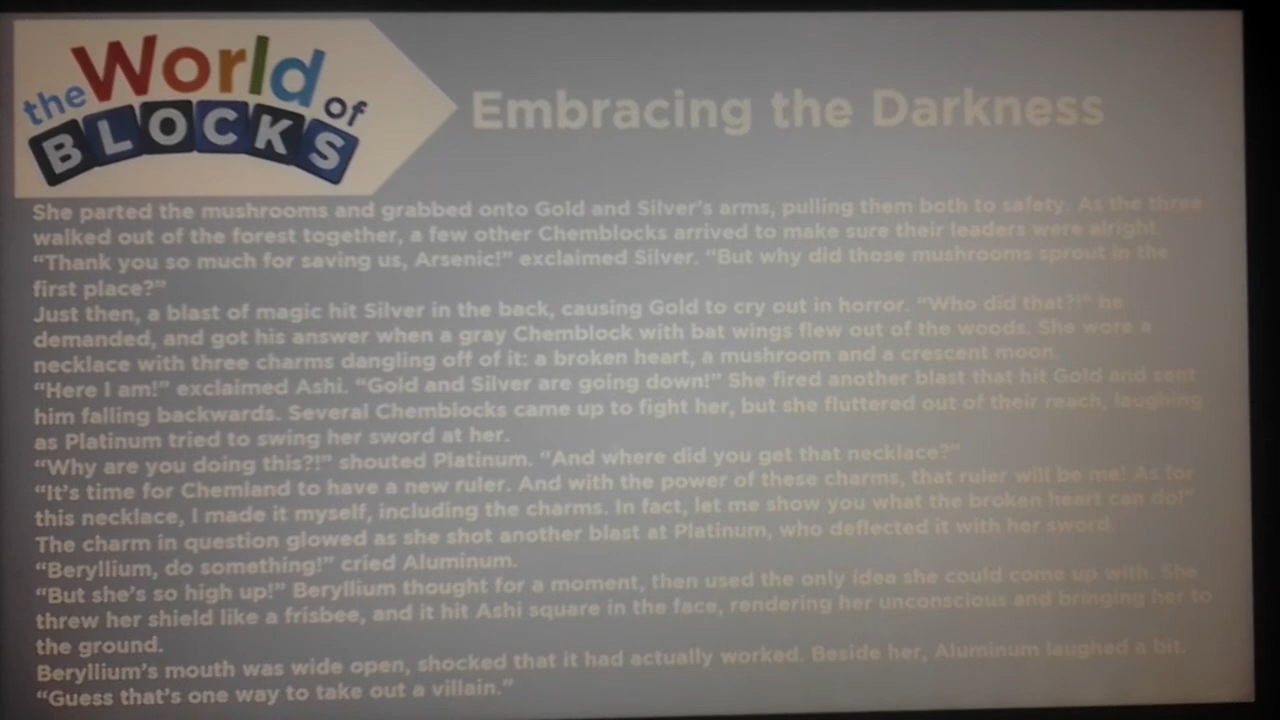 the World of
BLOCKS
Embracing the Darkness
She parted the mushrooms and grabbed onto Gold and Silver's arms, pulling them both to safety. As the three
walked out of the forest together, a few other Chemblocks arrived to make sure their leaders were alright.
“Thank you so much for saving us, Arsenic!” exclaimed Silver. “But why did those mushrooms sprout in the
first place?”
Just then, a blast of magic hit Silver in the back, causing Gold to cry out in horror. “Who did that?!” he
demanded, and got his answer when a gray Chemblock with bat wings flew out of the woods. She wore a
necklace with three charms dangling off of it: a broken heart, a mushroom and a crescent moon.
“Here I am!” exclaimed Ashi. “Gold and Silver are going down!” She fired another blast that hit Gold and sent
him falling backwards. Several Chemblocks came up to fight her, but she fluttered out of their reach, laughing
as Platinum tried to swing her sword at her.
“Why are you doing this?!” shouted Platinum. “And where did you get that necklace?”
“It's time for Chemland to have a new ruler. And with the power of these charms, that ruler will be me! As for
this necklace, I made it myself, including the charms. In fact, let me show you what the broken heart can do!”
The charm in question glowed as she shot another blast at Platinum, who deflected it with her sword.
“Beryllium, do something!” cried Aluminum.
“But she's so high up!” Beryllium thought for a moment, then used the only idea she could come up with. She
threw her shield like a frisbee, and it hit Ashi square in the face, rendering her unconscious and bringing her to
the ground.
Beryllium's mouth was wide open, shocked that it had actually worked. Beside her, Aluminum laughed a bit.
“Guess that's one way to take out a villain.”